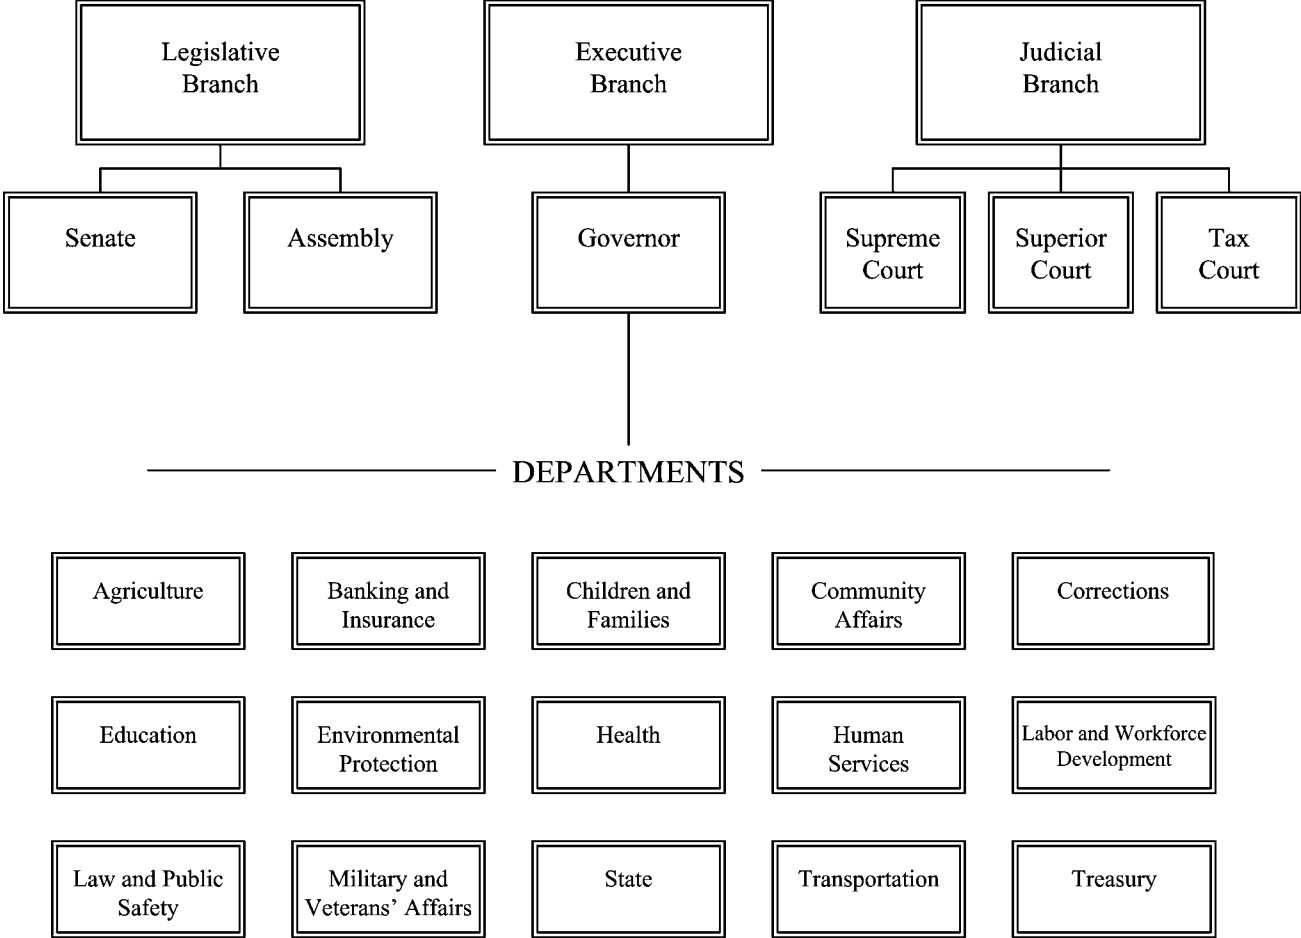 Legislative
Branch
Executive
Branch
Judicial
Branch
Senate
Assembly
Governor
Supreme
Court
Superior
Court
Tax
Court
DEPARTMENTS
Agriculture
Banking and
Insurance
Children and
Families
Community
Affairs
Corrections
Education
Environmental
Protection
Health
Human
Services
Labor and Workforce
Development
Law and Public
Safety
Military and
Veterans’ Affairs
State
Transportation
Treasury